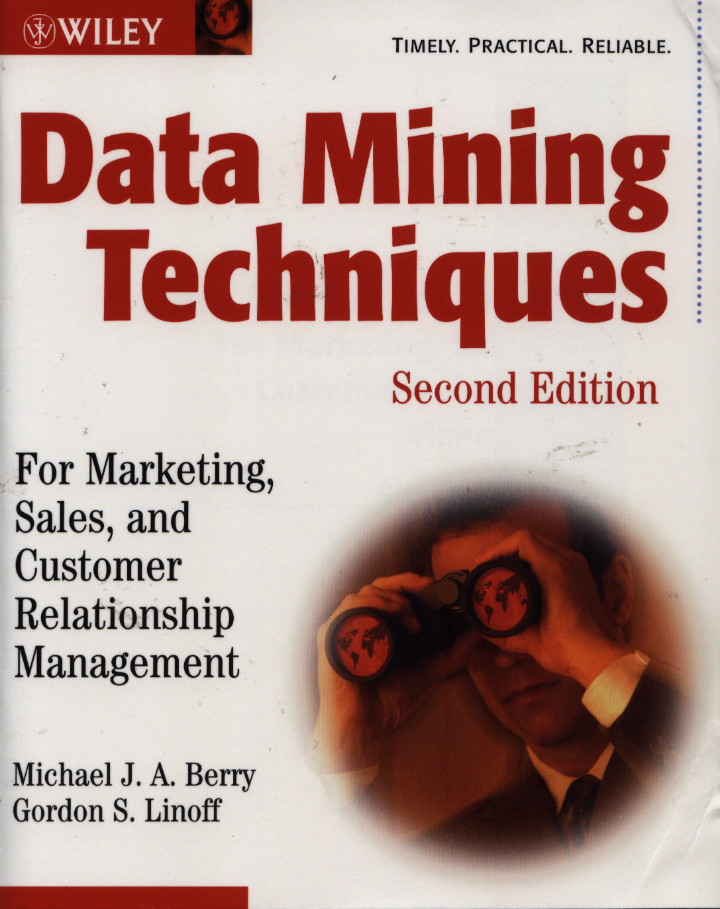 WILEY
TIMELY. PRACTICAL. RELIABLE.
Data Mining
Techniques
Second Edition
For Marketing,
Sales, and
Customer
Relationship
Management
Michael J. A. Berry
Gordon S. Linoff